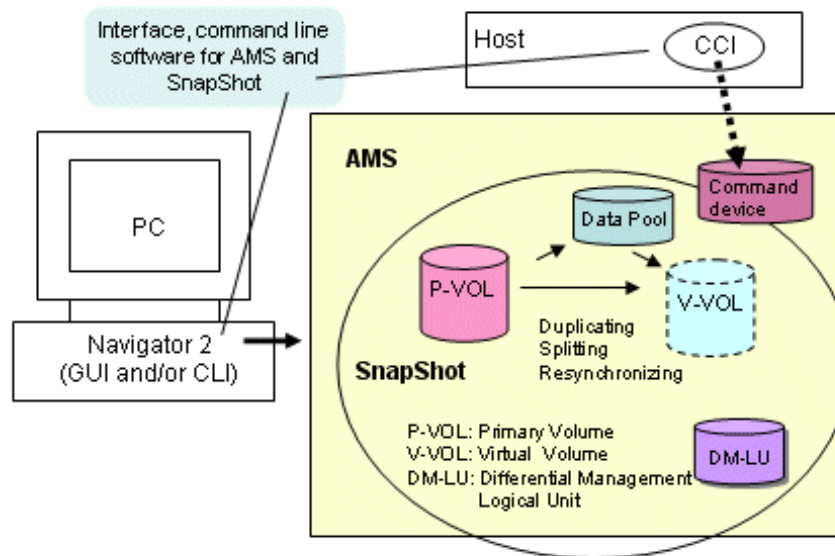 Interface, command line
software for AMS and
SnapShot
Host
CCI
AMS
Command
device
Data Pool
PC
P-VOL
V-VOL
Duplicating
Splitting
Resynchronizing
Navigator 2
(GUI and/or CLI)
SnapShot
P-VOL: Primary Volume
V-VOL: Virtual Volume
DM-LU: Differential Management
Logical Unit
DM-LU